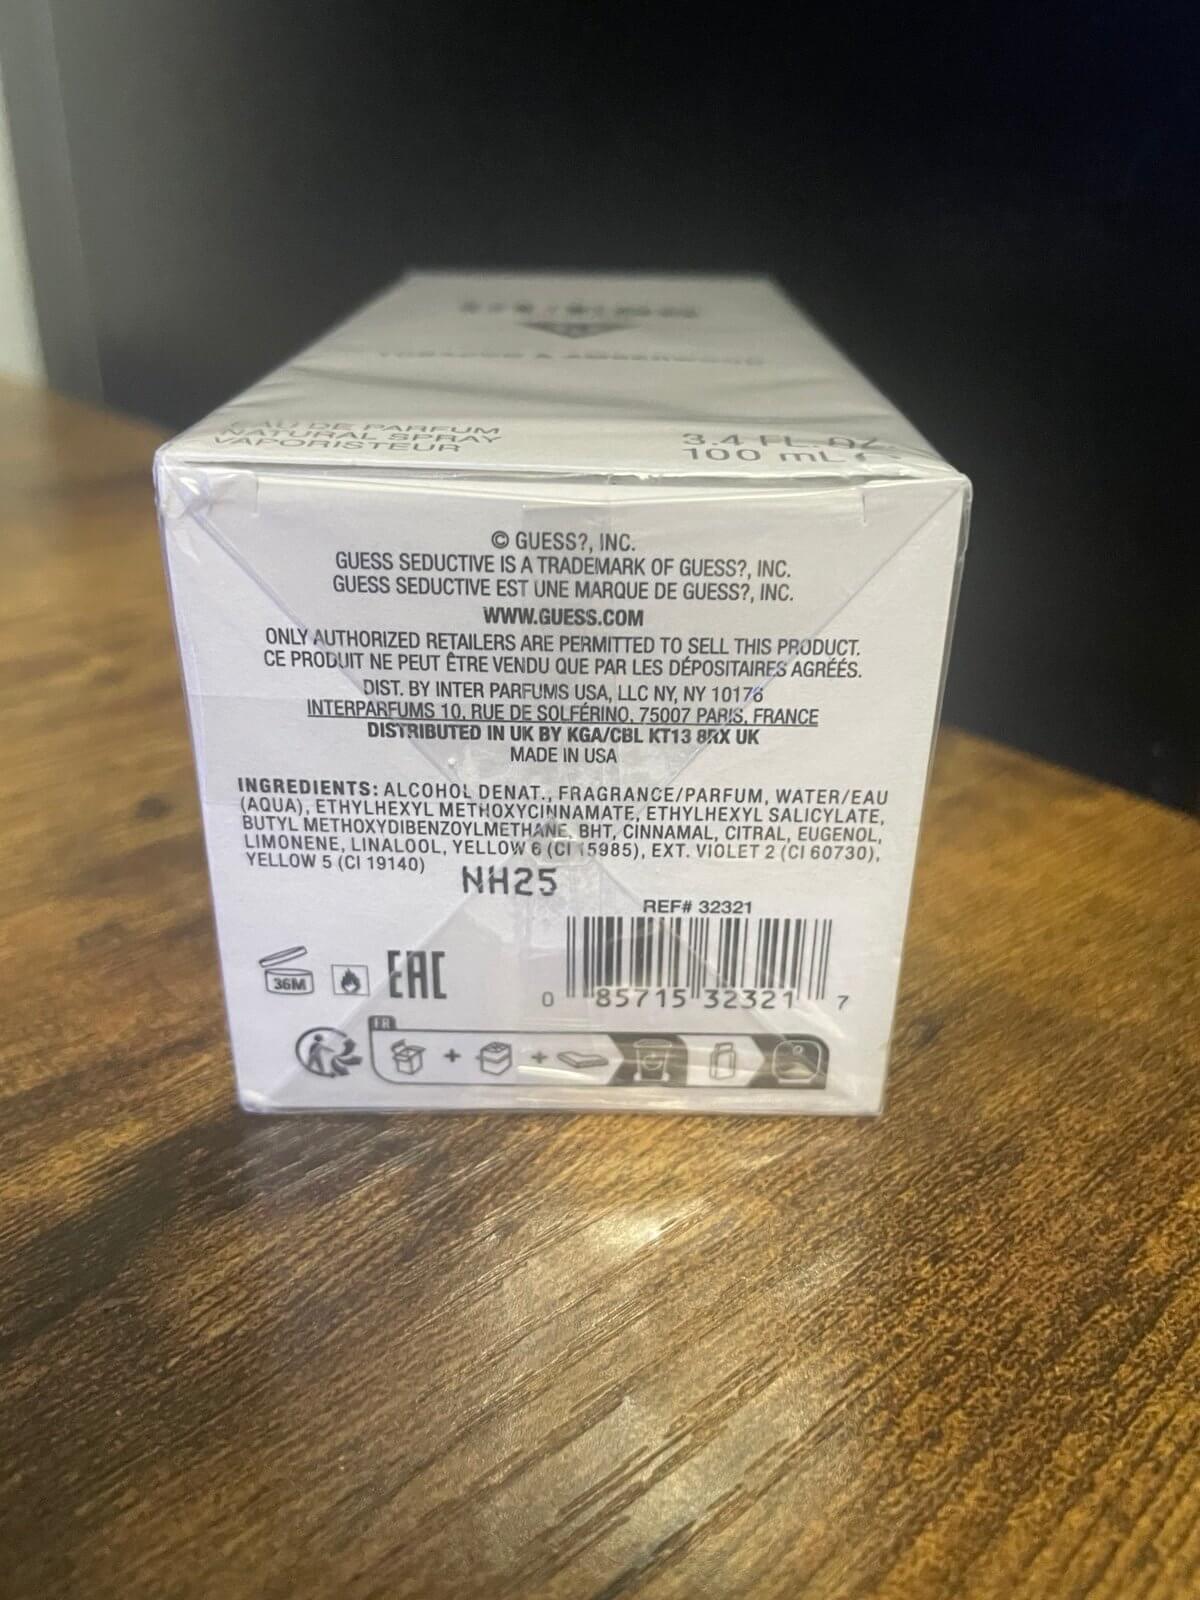 EAU DE PARFUM
NATURAL SPRAY
VAPORISTEUR
3.4 FL. OZ.
100 mL
© GUESS?, INC.
GUESS SEDUCTIVE IS A TRADEMARK OF GUESS?, INC.
GUESS SEDUCTIVE EST UNE MARQUE DE GUESS?, INC.
WWW.GUESS.COM
ONLY AUTHORIZED RETAILERS ARE PERMITTED TO SELL THIS PRODUCT.
CE PRODUIT NE PEUT ÊTRE VENDU QUE PAR LES DÉPOSITAIRES AGRÉÉS.
DIST. BY INTER PARFUMS USA, LLC NY, NY 10176
INTERPARFUMS 10, RUE DE SOLFÉRINO, 75007 PARIS, FRANCE
DISTRIBUTED IN UK BY KGA/CBL KT13 8RX UK
MADE IN USA
INGREDIENTS: ALCOHOL DENAT., FRAGRANCE/PARFUM, WATER/EAU
(AQUA), ETHYLHEXYL METHOXYCINNAMATE, ETHYLHEXYL SALICYLATE,
BUTYL METHOXYDIBENZOYLMETHANE, BHT, CINNAMAL, CITRAL, EUGENOL,
LIMONENE, LINALOOL, YELLOW 6 (CI 15985), EXT. VIOLET 2 (CI 60730),
YELLOW 5 (CI 19140)
NH25
REF# 32321
36M
EAC
0 85715 32321 7
FR